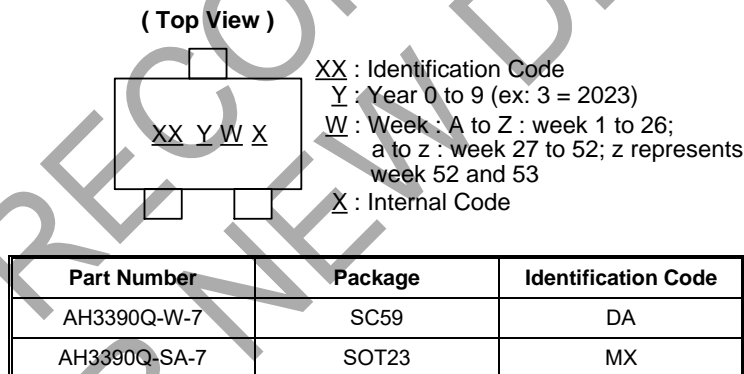 ( Top View )
XX Y W X
XX : Identification Code
Y : Year 0 to 9 (ex: 3 = 2023)
W : Week : A to Z : week 1 to 26;
a to z : week 27 to 52; z represents
week 52 and 53
X : Internal Code
Part Number Package Identification Code
AH3390Q-W-7 SC59 DA
AH3390Q-SA-7 SOT23 MX